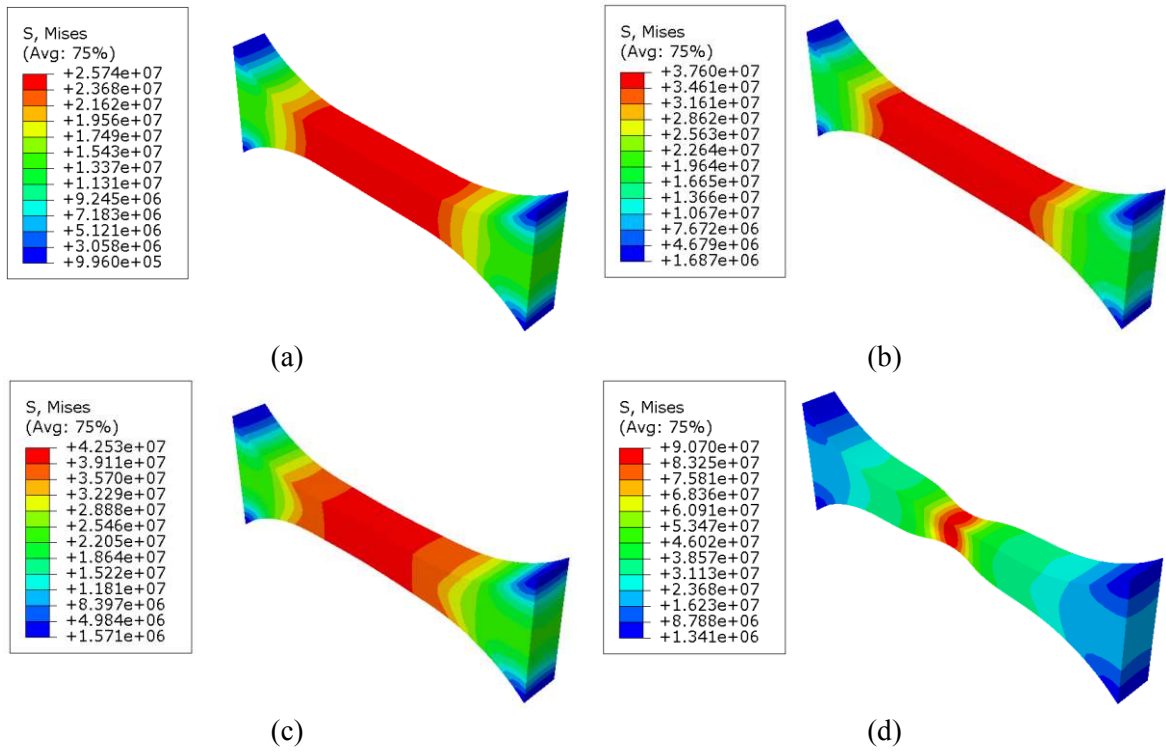 S, Mises
(Avg: 75%)
+2.574e+07
+2.368e+07
+2.162e+07
+1.956e+07
+1.749e+07
+1.543e+07
+1.337e+07
+1.131e+07
+9.245e+06
+7.183e+06
+5.121e+06
+3.058e+06
+9.960e+05
(a)
S, Mises
(Avg: 75%)
+3.760e+07
+3.461e+07
+3.161e+07
+2.862e+07
+2.563e+07
+2.264e+07
+1.964e+07
+1.665e+07
+1.366e+07
+1.067e+07
+7.672e+06
+4.679e+06
+1.687e+06
(b)
S, Mises
(Avg: 75%)
+4.253e+07
+3.911e+07
+3.570e+07
+3.229e+07
+2.888e+07
+2.546e+07
+2.205e+07
+1.864e+07
+1.522e+07
+1.181e+07
+8.397e+06
+4.984e+06
+1.571e+06
(c)
S, Mises
(Avg: 75%)
+9.070e+07
+8.325e+07
+7.581e+07
+6.836e+07
+6.091e+07
+5.347e+07
+4.602e+07
+3.857e+07
+3.113e+07
+2.368e+07
+1.623e+07
+8.788e+06
+1.341e+06
(d)